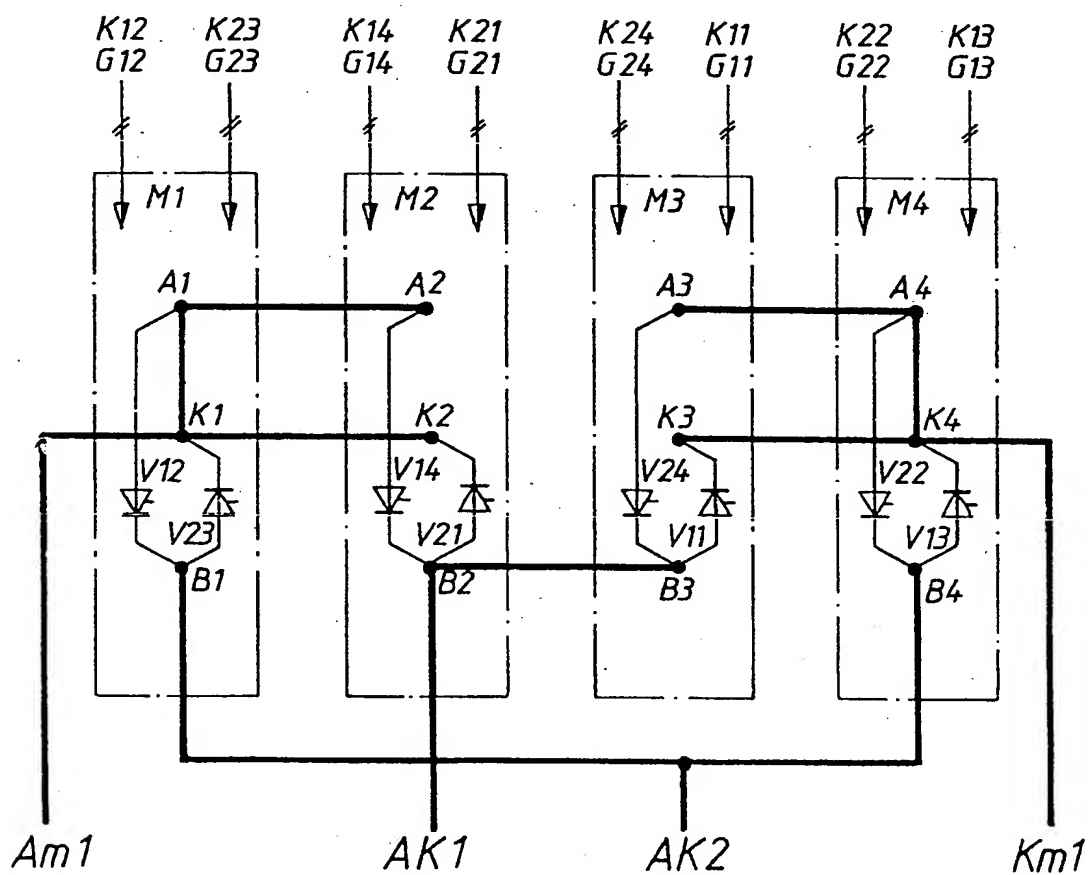 K12 K23 K14 K21 K24 K11 K22 K13
G12 G23 G14 G21 G24 G11 G22 G13
M1 M2 M3 M4
A1 A2 A3 A4
K1 K2 K3 K4
V12 V14 V24 V22
V23 V21 V11 V13
B1 B2 B3 B4
Am1 AK1 AK2 Km1